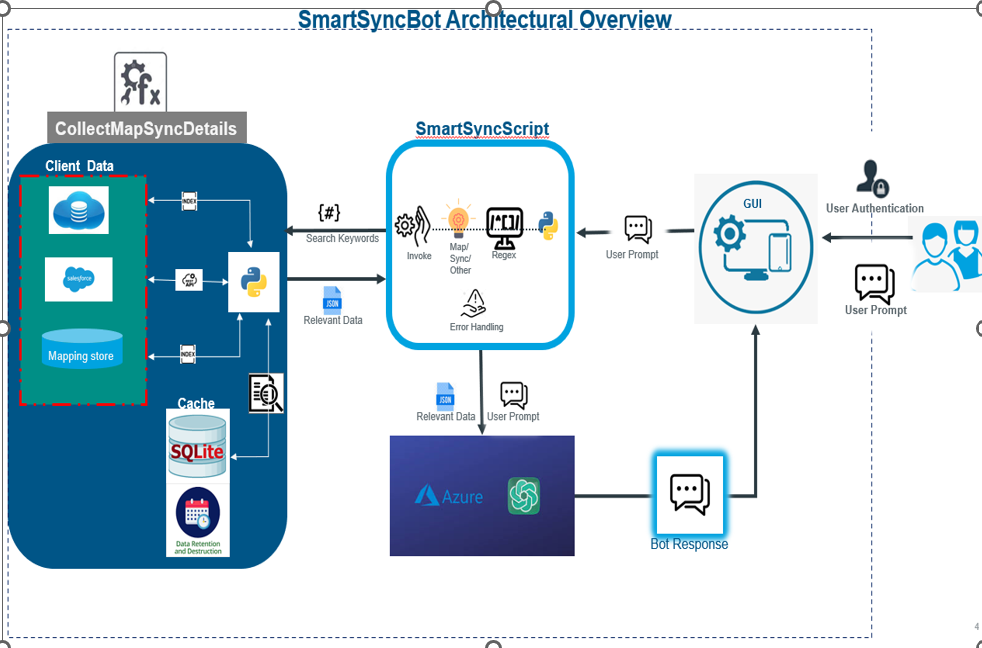 SmartSyncBot Architectural Overview
fx
CollectMapSyncDetails
Client Data
INDEX
salesforce
API
Mapping store
INDEX
Cache
SQLite
Data Retention
and Destruction
{#}
Search Keywords
JSON
Relevant Data
SmartSyncScript
Invoke
Map/
Sync/
Other
Regex
Error Handling
JSON
Relevant Data
User Prompt
Azure
User Prompt
GUI
Bot Response
User Authentication
User Prompt
4